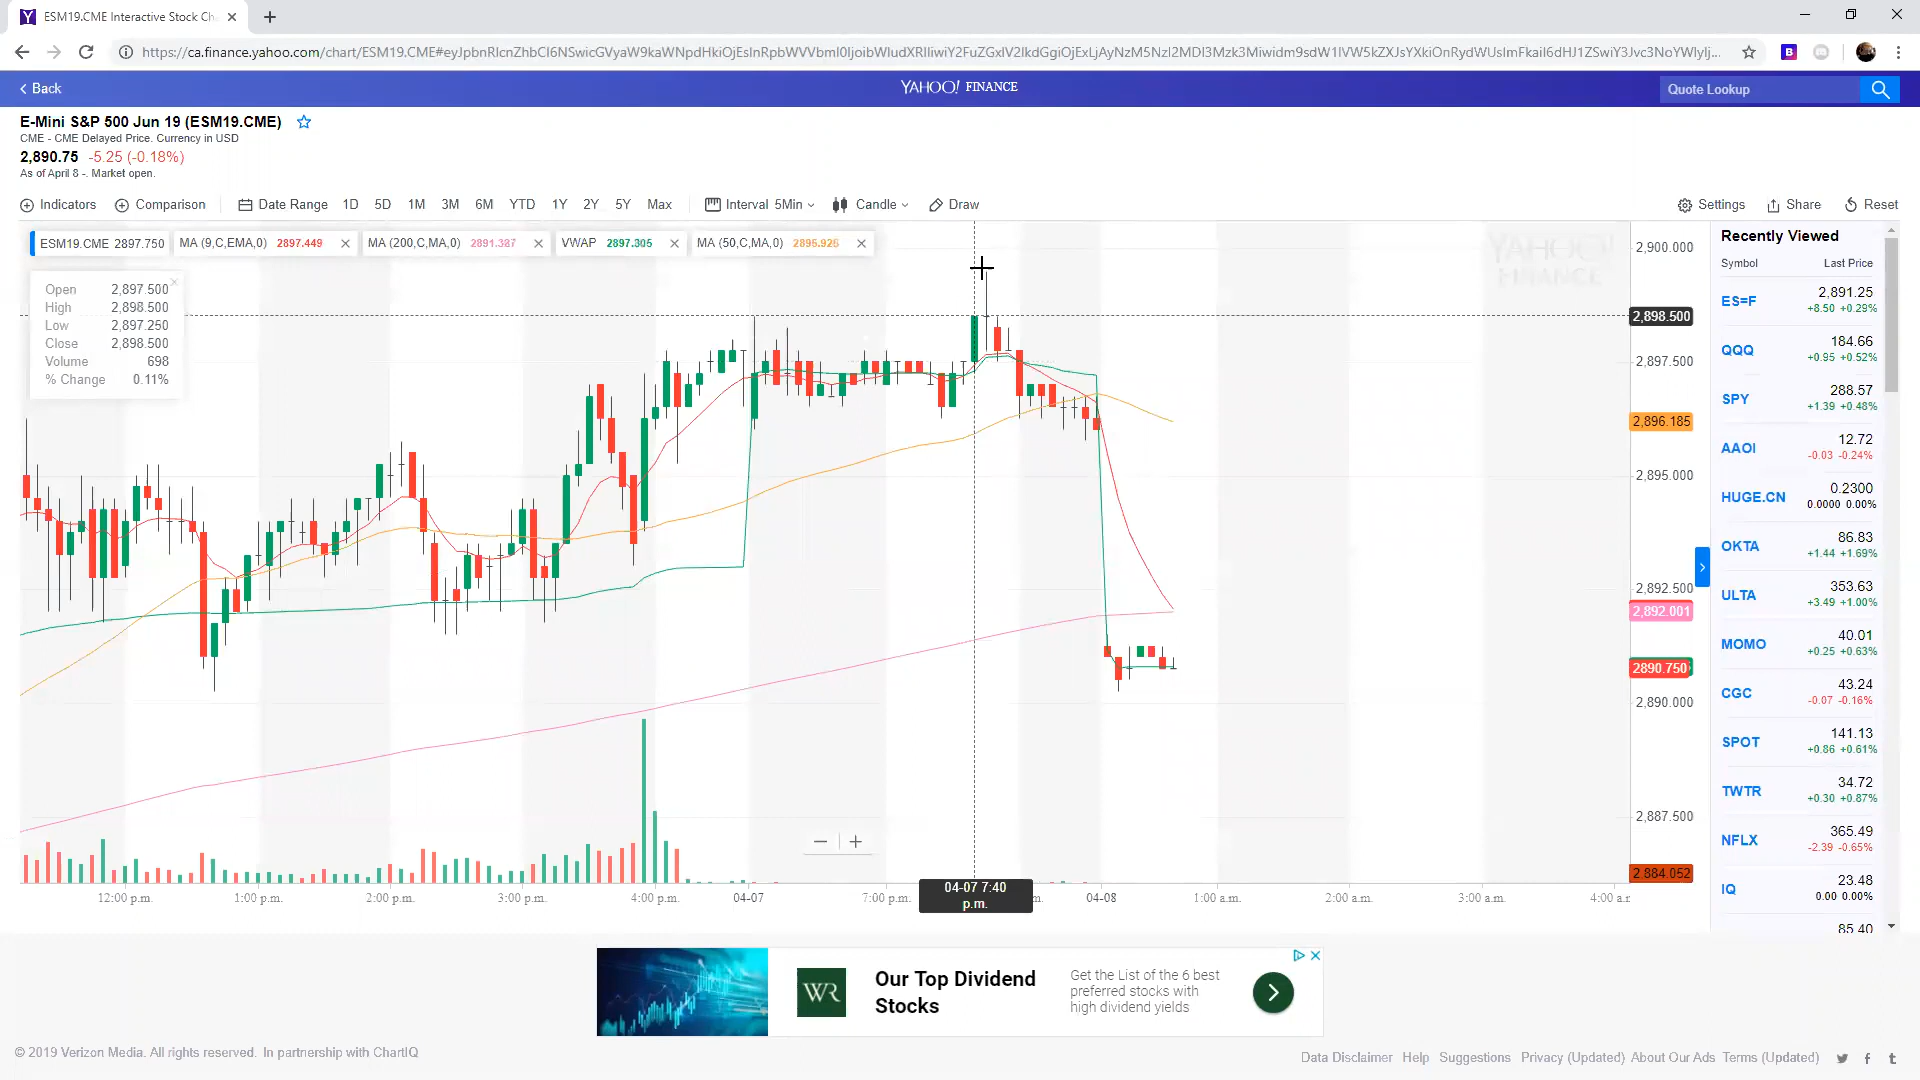 ESM19.CME Interactive Stock Ch
https://ca.finance.yahoo.com/chart/ESM19.CME#
Back
YAHOO! FINANCE
Quote Lookup
E-Mini S&P 500 Jun 19 (ESM19.CME)
CME - CME Delayed Price. Currency in USD
2,890.75 -5.25 (-0.18%)
As of April 8 -. Market open.
Indicators Comparison Date Range 1D 5D 1M 3M 6M YTD 1Y 2Y 5Y Max Interval 5Min Candle Draw Settings Share Reset
ESM19.CME 2897.750 MA (9,C,EMA,0) 2897.449 MA (200,C,MA,0) 2891.327 VWAP 2897.305 MA (50,C,MA,0) 2895.925
Open 2,897.500
High 2,898.500
Low 2,897.250
Close 2,898.500
Volume 698
% Change 0.11%
YAHOO!
FINANCE
2,900.000
2,898.500
2,897.500
2,896.185
2,895.000
2,892.500
2,892.001
2890.750
2,890.000
2,887.500
2,884.052
12:00 p.m. 1:00 p.m. 2:00 p.m. 3:00 p.m. 4:00 p.m. 04-07 7:00 p.m. 04-07 7:40 p.m. m. 04-08 1:00 a.m. 2:00 a.m. 3:00 a.m. 4:00 a.r
Recently Viewed
Symbol Last Price
ES=F 2,891.25
+8.50 +0.29%
QQQ 184.66
+0.95 +0.52%
SPY 288.57
+1.39 +0.48%
AAOI 12.72
-0.03 -0.24%
HUGE.CN 0.2300
0.0000 0.00%
OKTA 86.83
+1.44 +1.69%
ULTA 353.63
+3.49 +1.00%
MOMO 40.01
+0.25 +0.63%
CGC 43.24
-0.07 -0.16%
SPOT 141.13
+0.86 +0.61%
TWTR 34.72
+0.30 +0.87%
NFLX 365.49
-2.39 -0.65%
IQ 23.48
0.00 0.00%
85.40
WR
Our Top Dividend
Stocks
Get the List of the 6 best
preferred stocks with
high dividend yields
© 2019 Verizon Media. All rights reserved. In partnership with ChartIQ
Data Disclaimer Help Suggestions Privacy (Updated) About Our Ads Terms (Updated)